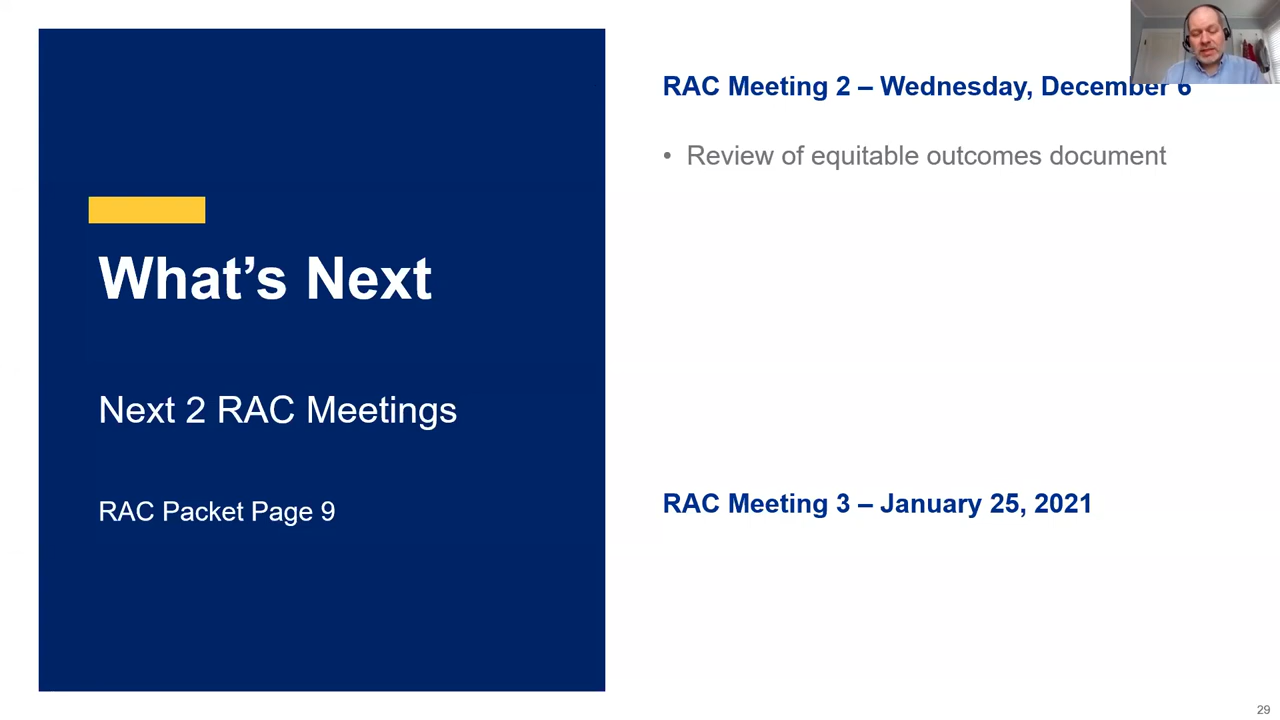 What's Next
Next 2 RAC Meetings
RAC Packet Page 9
RAC Meeting 2 – Wednesday, December 6
• Review of equitable outcomes document
RAC Meeting 3 – January 25, 2021
29